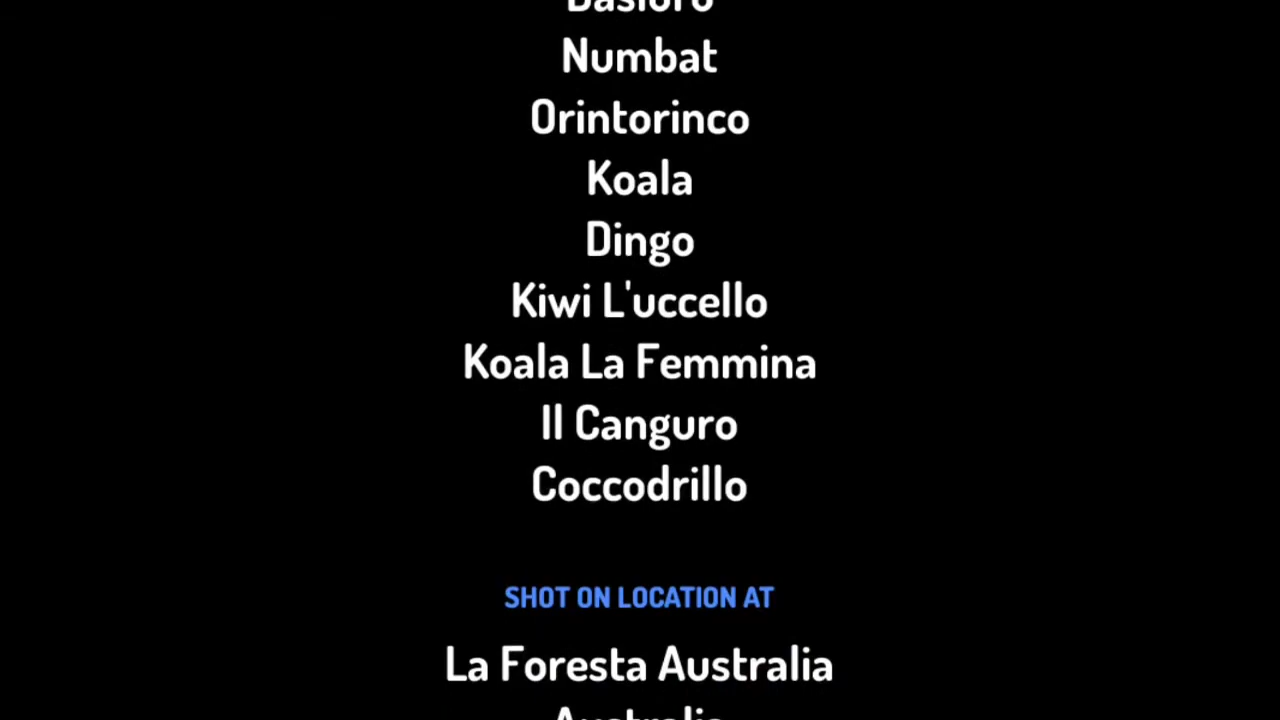 Numbat
Orintorinco
Koala
Dingo
Kiwi L'uccello
Koala La Femmina
Il Canguro
Coccodrillo
SHOT ON LOCATION AT
La Foresta Australia
Australia